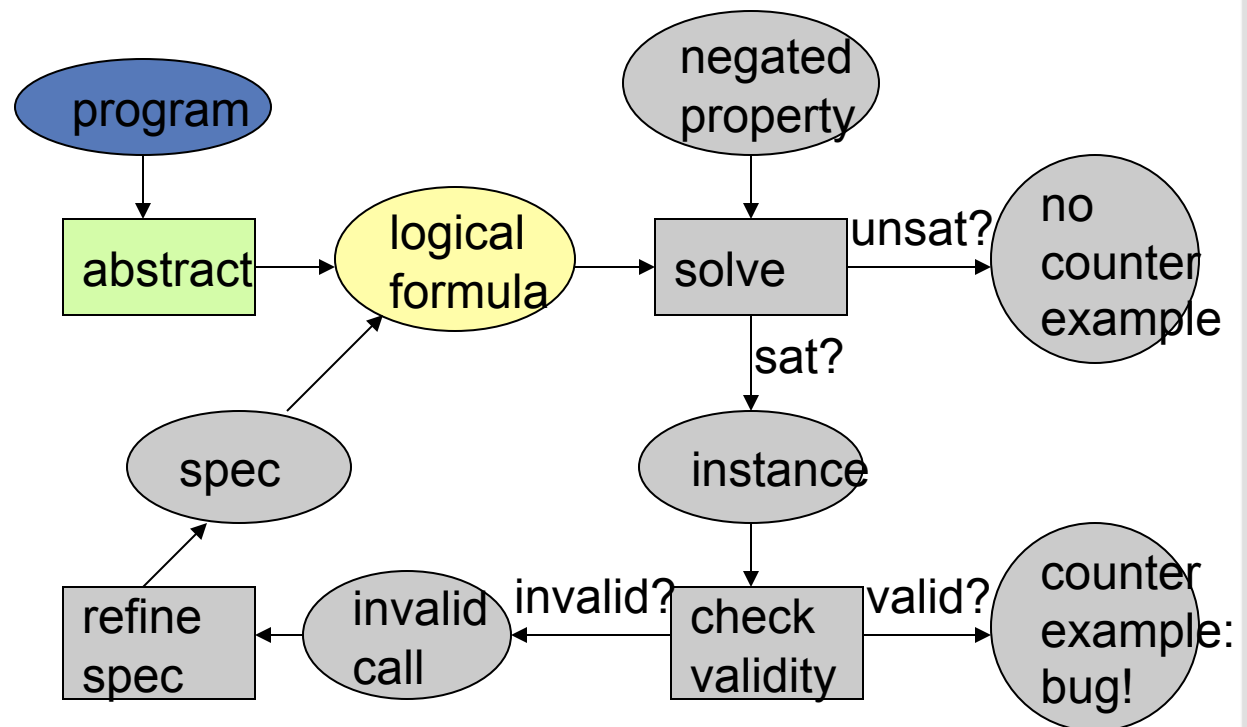 program
negated
property
abstract
logical
formula
solve
unsat?
no
counter
example
sat?
spec
instance
refine
spec
invalid
call
invalid?
check
validity
valid?
counter
example:
bug!